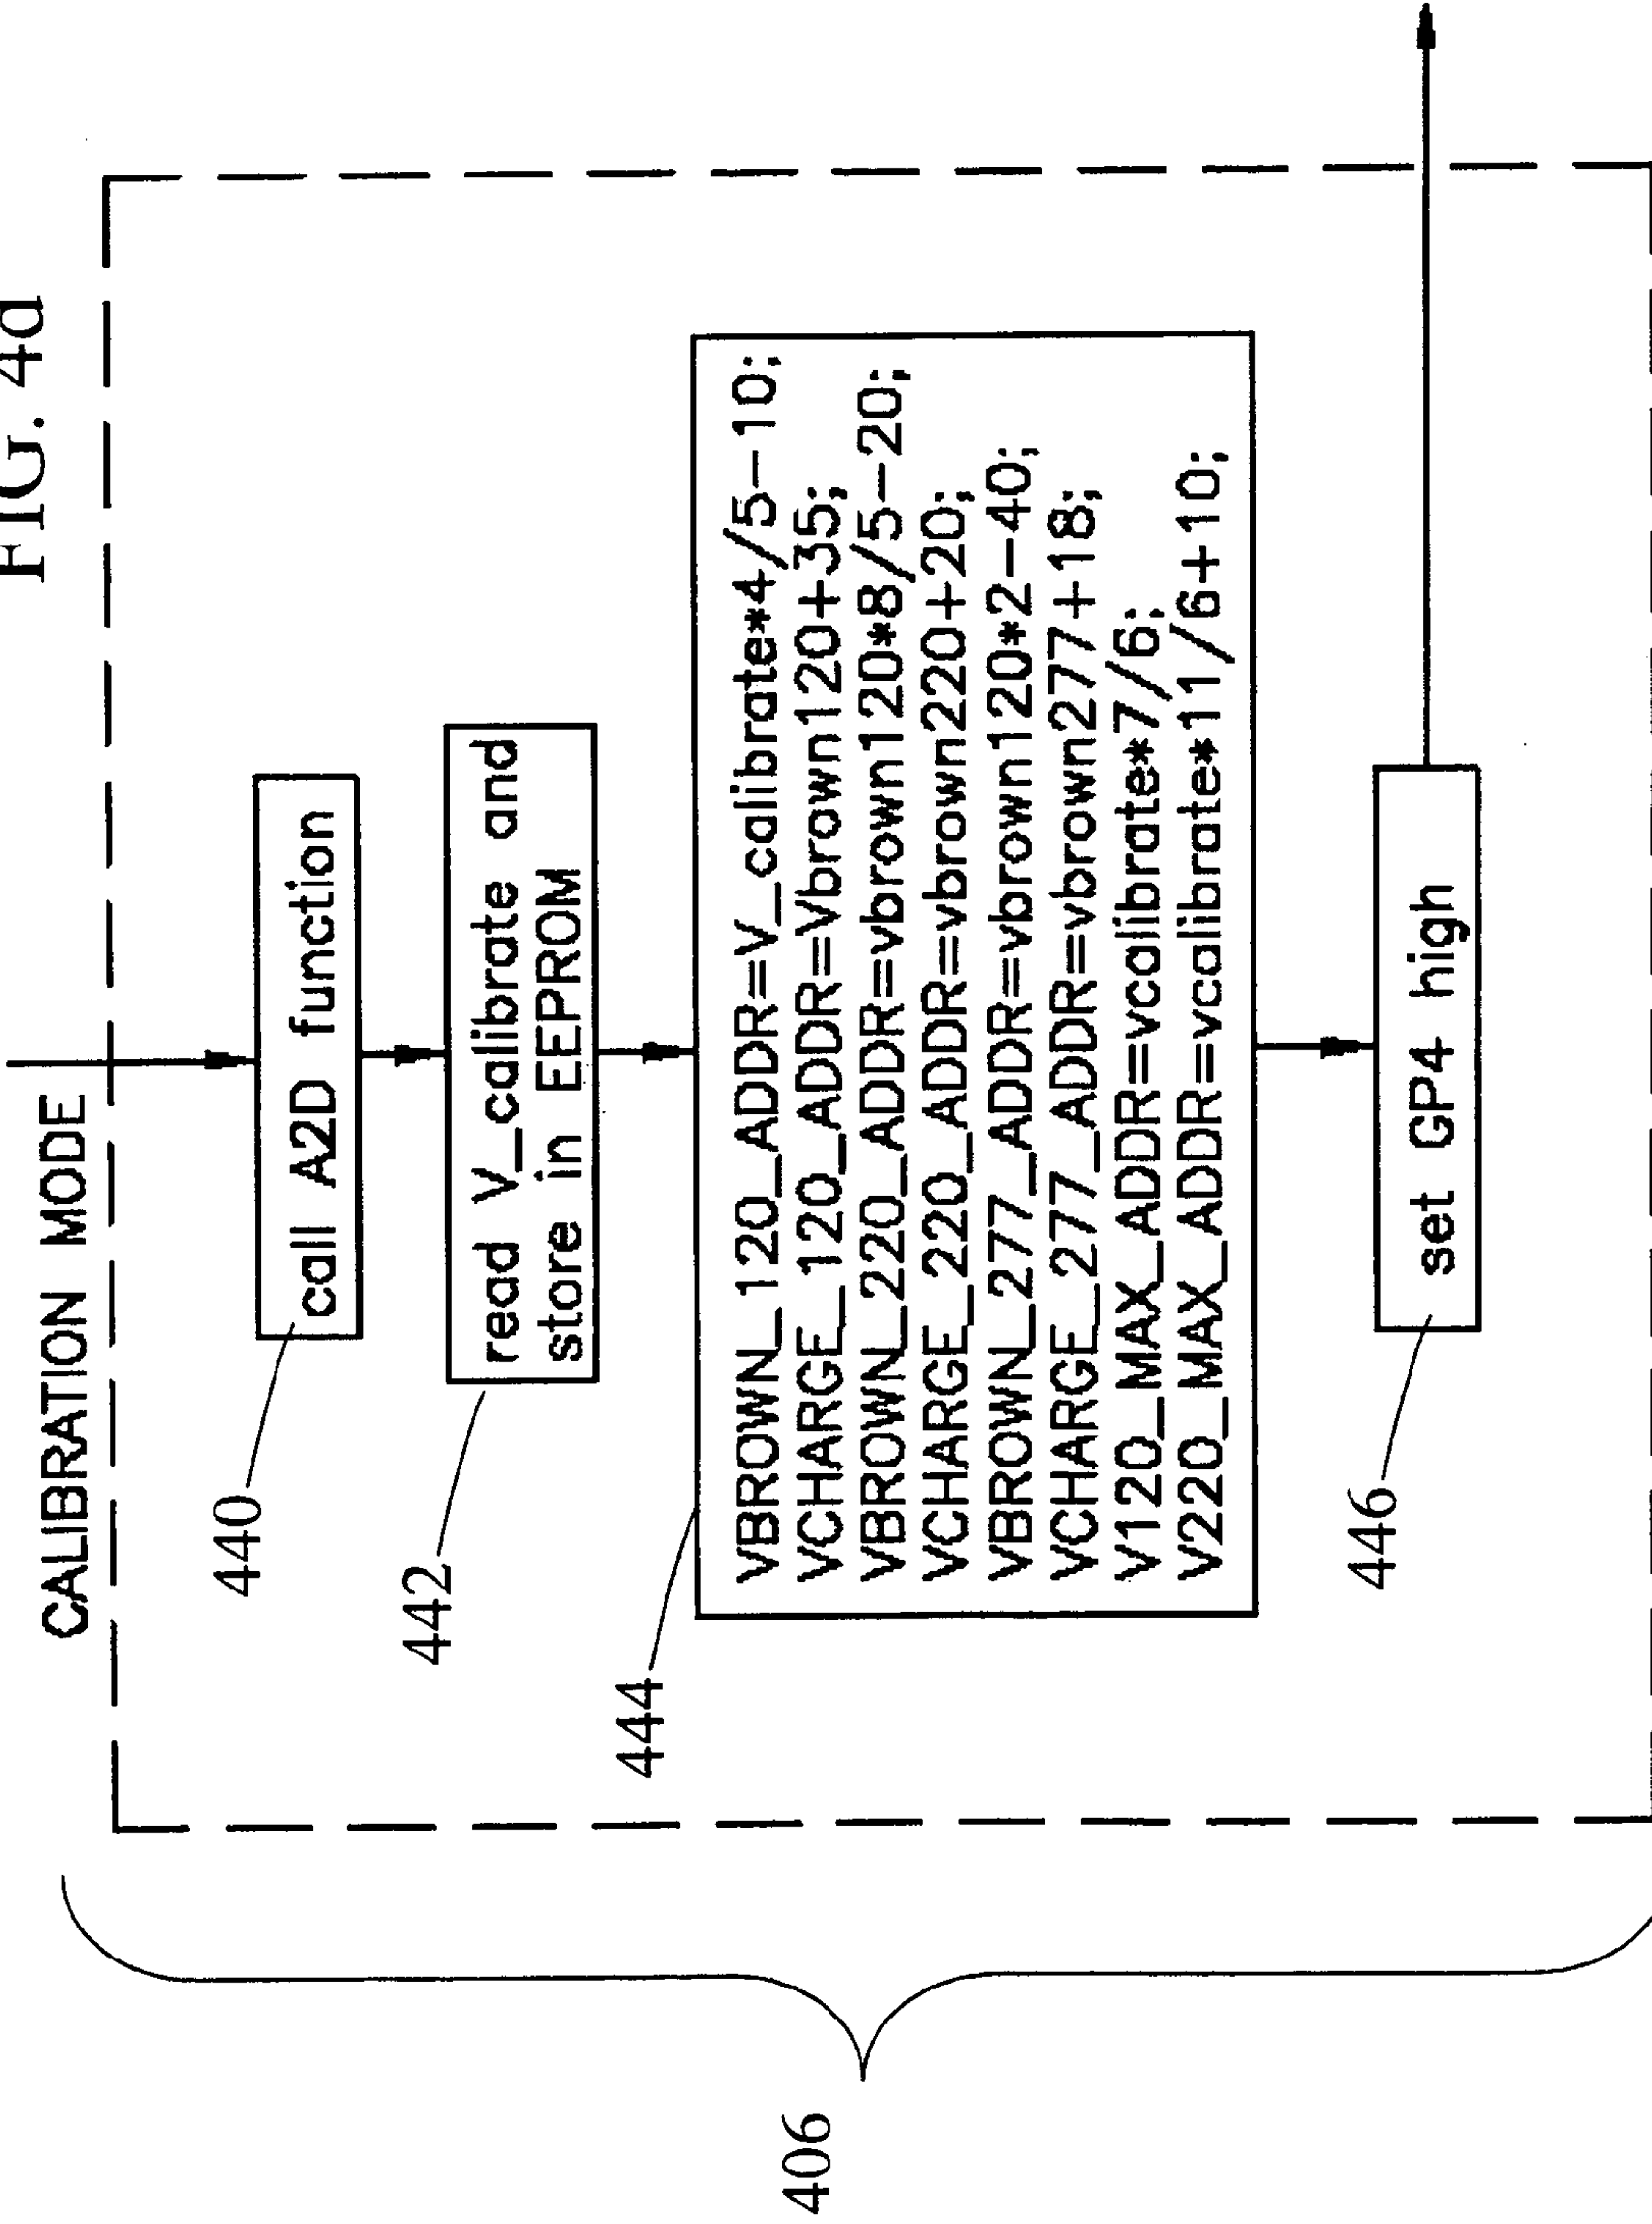 FIG. 4d
CALIBRATION MODE
440
call A2D function
442
read V_calibrate and
store in EEPROM
444
VBROWN_120_ADDR=V_calibrate*4/5-10;
VCHARGE_120_ADDR=Vbrown120+35;
VBROWN_220_ADDR=vbrown120*8/5-20;
VCHARGE_220_ADDR=vbrown220+20;
VBROWN_277_ADDR=vbrown120*2-40;
VCHARGE_277_ADDR=vbrown277+18;
V120_MAX_ADDR=vcalibrate*7/6;
V220_MAX_ADDR=vcalibrate*11/6+10;
446
set GP4 high
406